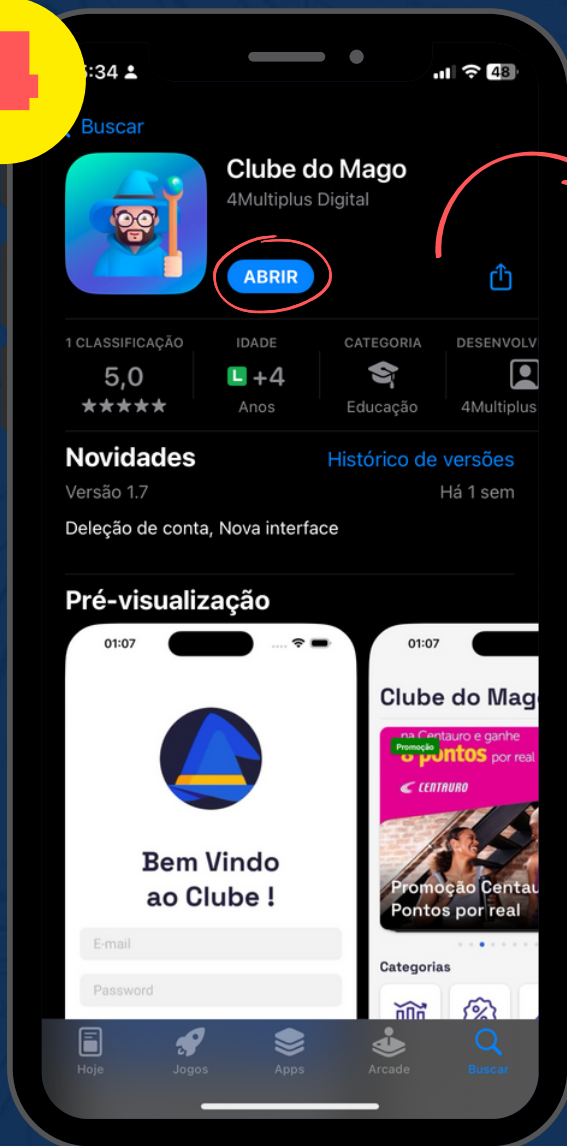 4
:34
48
Buscar
Clube do Mago
4Multiplus Digital
ABRIR
1 CLASSIFICAÇÃO
IDADE
CATEGORIA
DESENVOLV
5,0
L +4
★★★★★
Anos
Educação
4Multiplus
Novidades
Histórico de versões
Versão 1.7
Há 1 sem
Deleção de conta, Nova interface
Pré-visualização
01:07
01:07
Bem Vindo
ao Clube !
E-mail
Password
Clube do Mag
na Centauro e ganhe
Promoção
8 pontos por real
CENTAURO
Promoção Centau
Pontos por real
Categorias
Hoje
Jogos
Apps
Arcade
Buscar